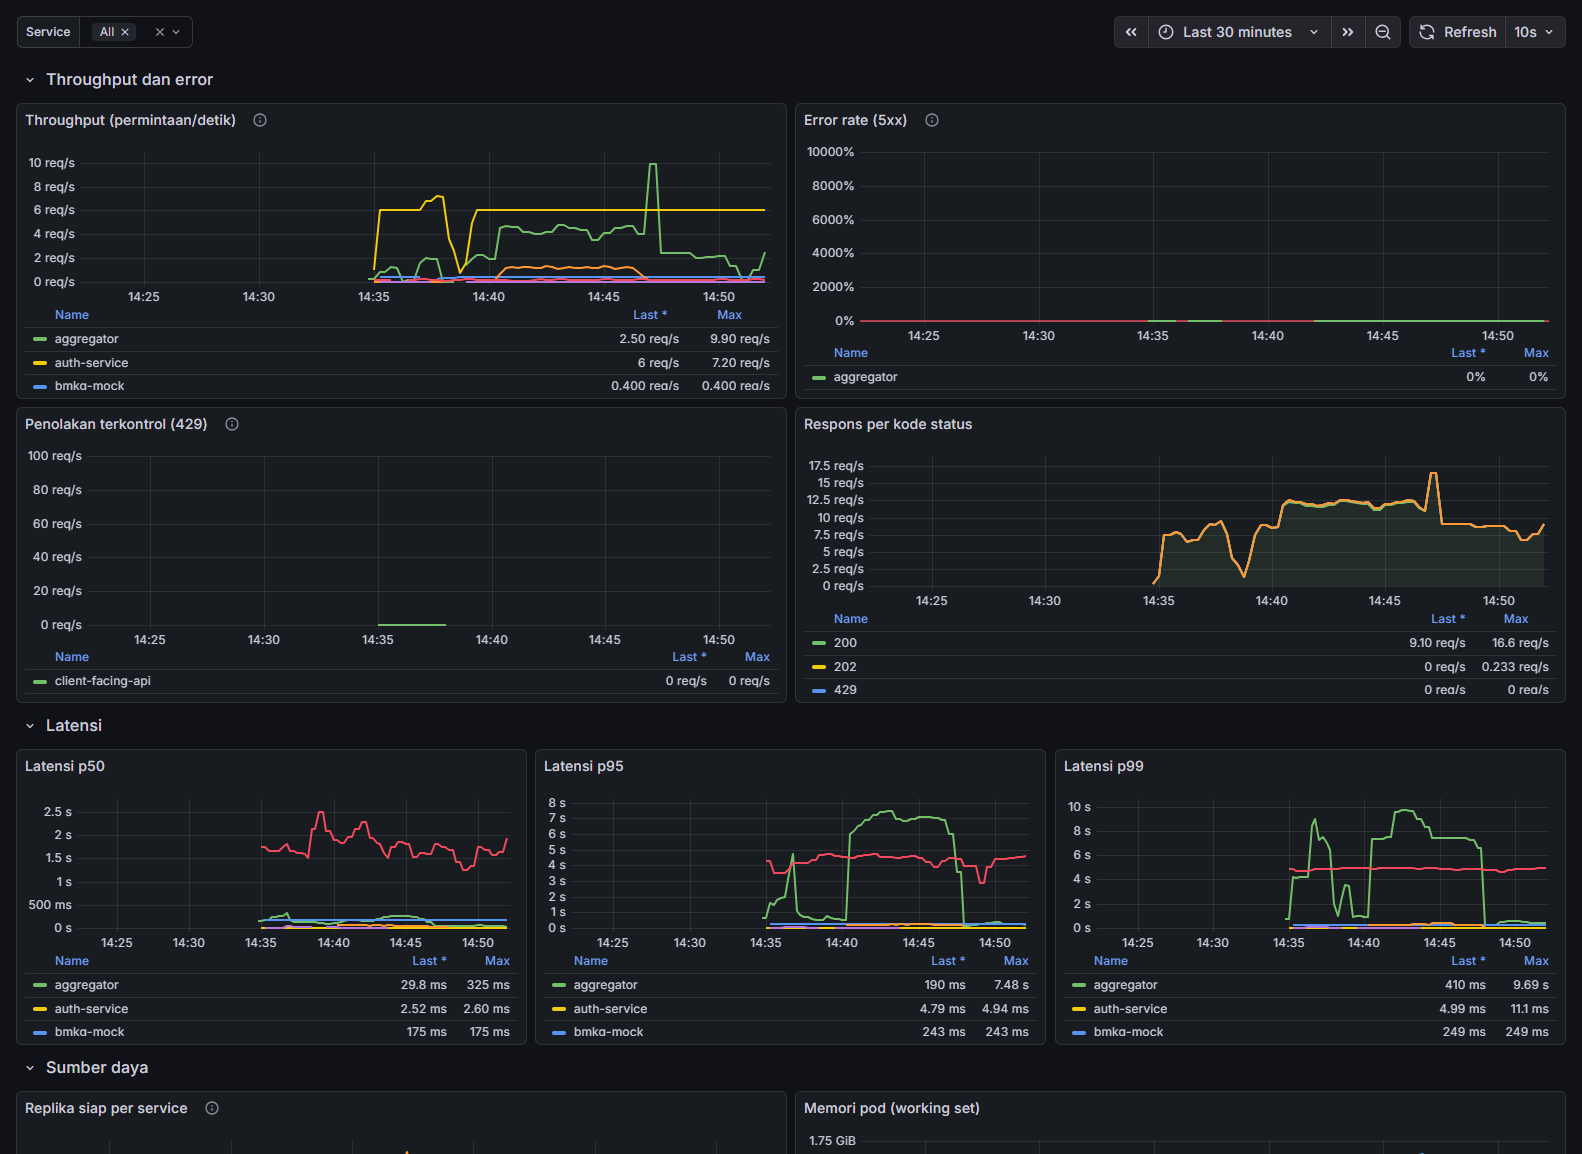 Service All Last 30 minutes Refresh 10s
Throughput dan error
Throughput (permintaan/detik)
10 req/s
8 req/s
6 req/s
4 req/s
2 req/s
0 req/s
14:25 14:30 14:35 14:40 14:45 14:50
Name Last * Max
aggregator 2.50 req/s 9.90 req/s
auth-service 6 req/s 7.20 req/s
bmkg-mock 0.400 req/s 0.400 req/s
Error rate (5xx)
10000%
8000%
6000%
4000%
2000%
0%
14:25 14:30 14:35 14:40 14:45 14:50
Name Last * Max
aggregator 0% 0%
Penolakan terkontrol (429)
100 req/s
80 req/s
60 req/s
40 req/s
20 req/s
0 req/s
14:25 14:30 14:35 14:40 14:45 14:50
Name Last * Max
client-facing-api 0 req/s 0 req/s
Respons per kode status
17.5 req/s
15 req/s
12.5 req/s
10 req/s
7.5 req/s
5 req/s
2.5 req/s
0 req/s
14:25 14:30 14:35 14:40 14:45 14:50
Name Last * Max
200 9.10 req/s 16.6 req/s
202 0 req/s 0.233 req/s
429 0 req/s 0 req/s
Latensi
Latensi p50
2.5 s
2 s
1.5 s
1 s
500 ms
0 s
14:25 14:30 14:35 14:40 14:45 14:50
Name Last * Max
aggregator 29.8 ms 325 ms
auth-service 2.52 ms 2.60 ms
bmkg-mock 175 ms 175 ms
Latensi p95
8 s
7 s
6 s
5 s
4 s
3 s
2 s
1 s
0 s
14:25 14:30 14:35 14:40 14:45 14:50
Name Last * Max
aggregator 190 ms 7.48 s
auth-service 4.79 ms 4.94 ms
bmkg-mock 243 ms 243 ms
Latensi p99
10 s
8 s
6 s
4 s
2 s
0 s
14:25 14:30 14:35 14:40 14:45 14:50
Name Last * Max
aggregator 410 ms 9.69 s
auth-service 4.99 ms 11.1 ms
bmkg-mock 249 ms 249 ms
Sumber daya
Replika siap per service
Memori pod (working set)
1.75 GiB